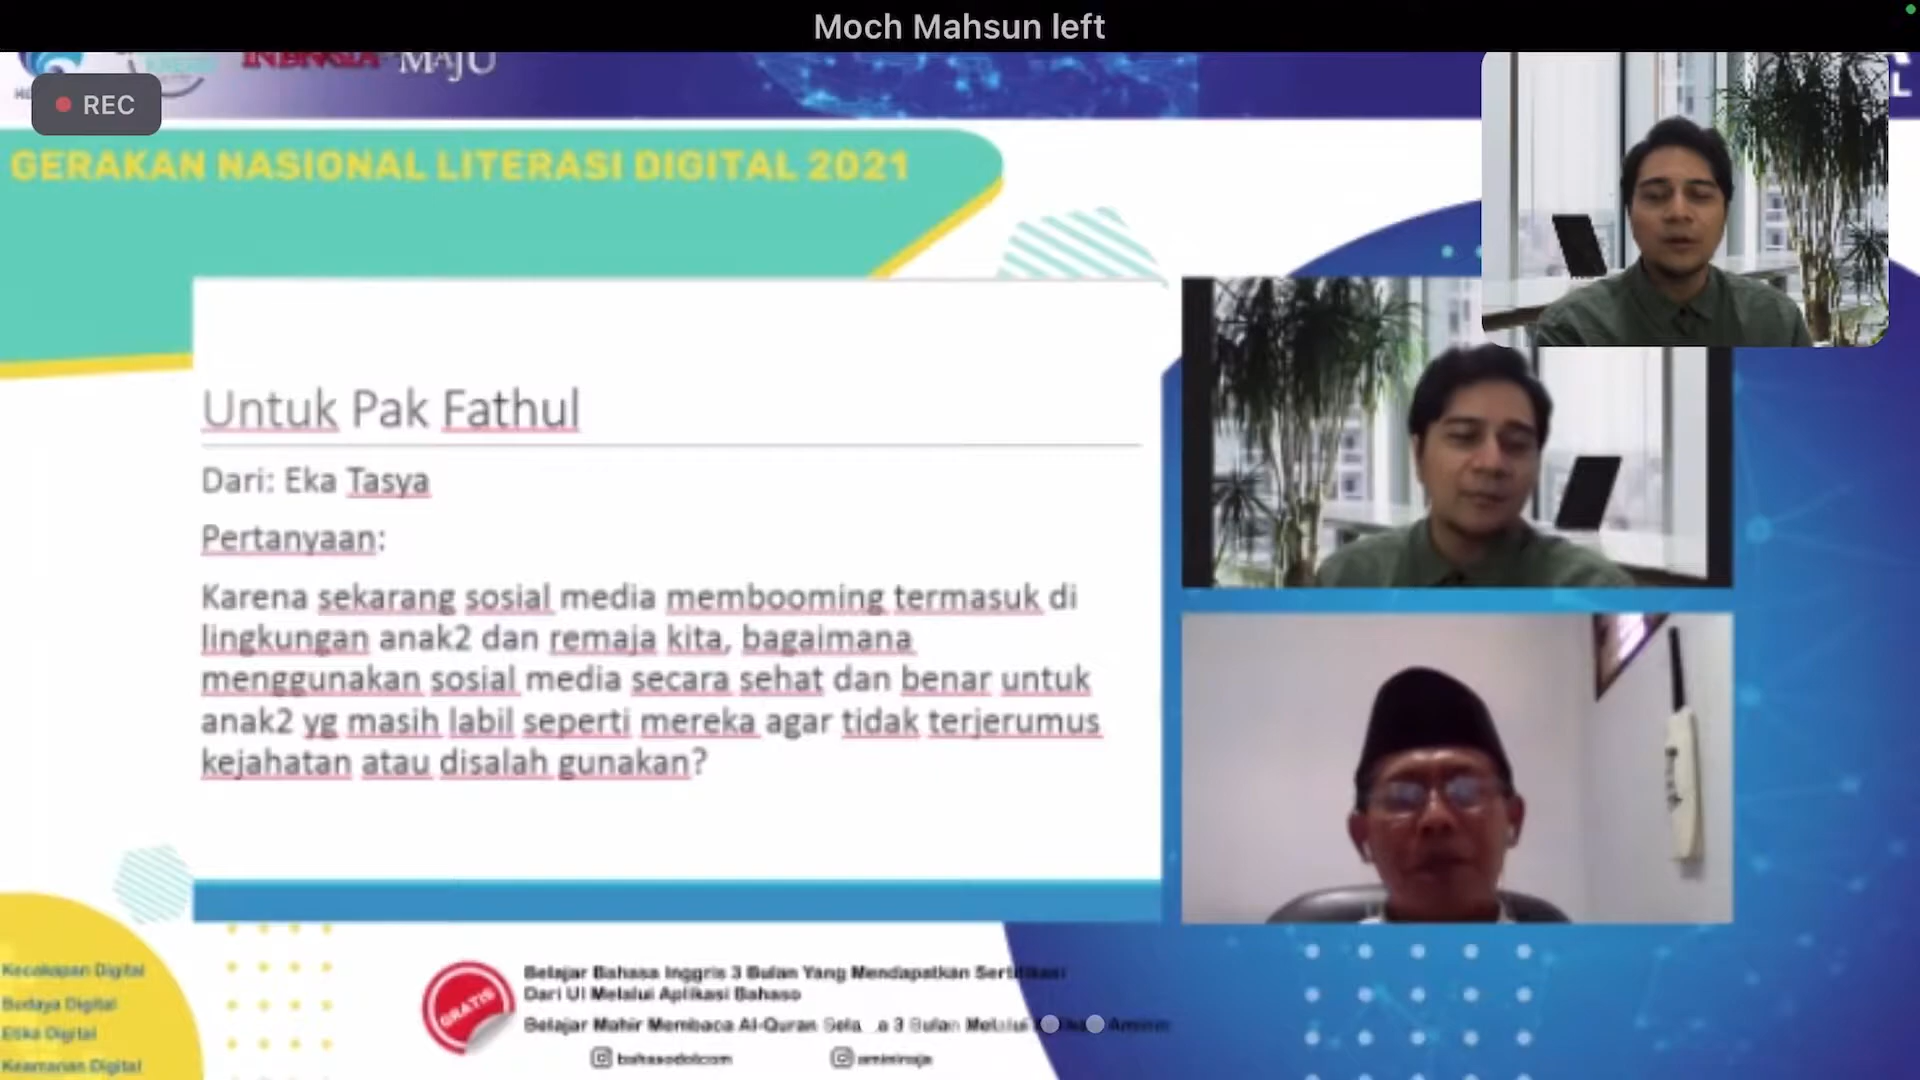 Moch Mahsun left
MAJU
REC
GERAKAN NASIONAL LITERASI DIGITAL 2021
Untuk Pak Fathul
Dari: Eka Tasya
Pertanyaan:
Karena sekarang sosial media membooming termasuk di
lingkungan anak2 dan remaja kita, bagaimana
menggunakan sosial media secara sehat dan benar untuk
anak2 yg masih labil seperti mereka agar tidak terjerumus
kejahatan atau disalah gunakan?
Kecakapan Digital
Budaya Digital
Etika Digital
Keamanan Digital
GRATIS
Belajar Bahasa Inggris 3 Bulan Yang Mendapatkan Sertifikasi
Dari UI Melalui Aplikasi Bahaso
Belajar Mahir Membaca Al-Quran 3 Bulan Melalui
bahasodotcom